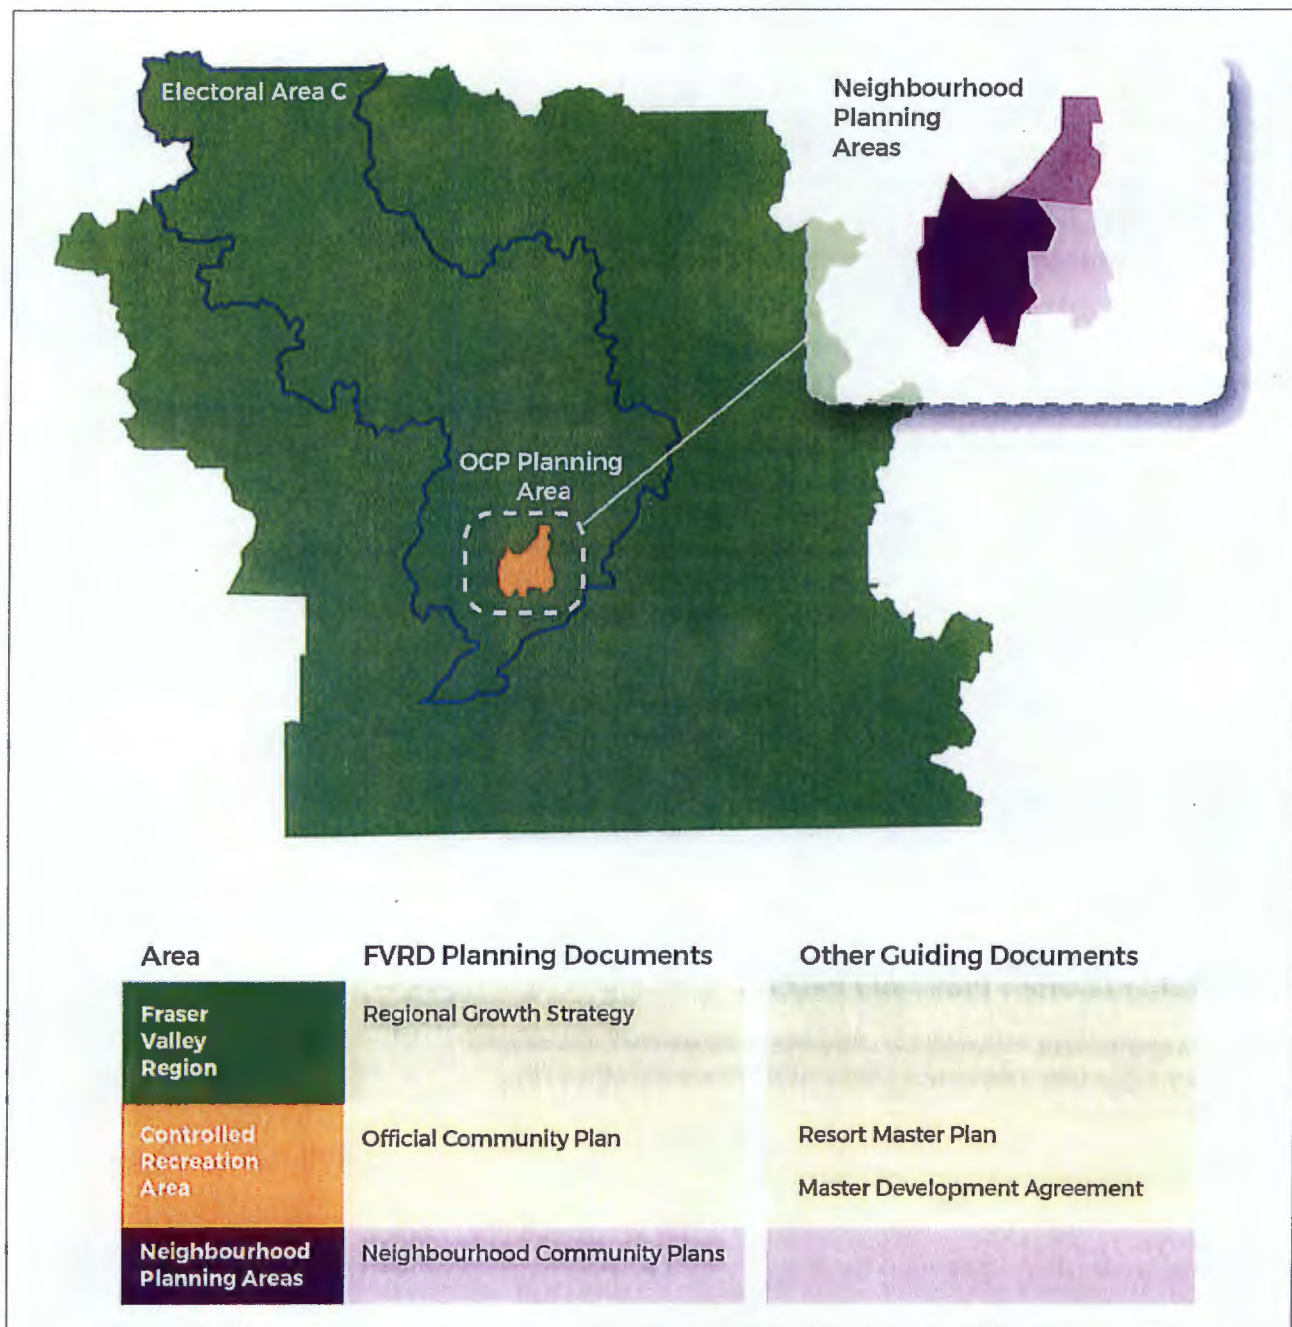 Electoral Area C
Neighbourhood
Planning
Areas
OCP Planning
Area
Area
FVRD Planning Documents
Other Guiding Documents
Fraser
Valley
Region
Regional Growth Strategy
Controlled
Recreation
Area
Official Community Plan
Resort Master Plan
Master Development Agreement
Neighbourhood
Planning Areas
Neighbourhood Community Plans